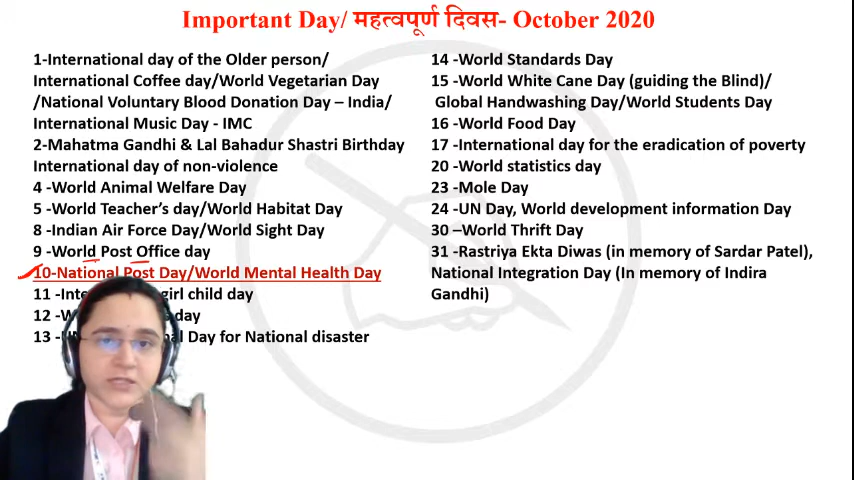 Important Day/ महत्वपूर्ण दिवस- October 2020
1-International day of the Older person/
International Coffee day/World Vegetarian Day
/National Voluntary Blood Donation Day – India/
International Music Day - IMC
2-Mahatma Gandhi & Lal Bahadur Shastri Birthday
International day of non-violence
4 -World Animal Welfare Day
5 -World Teacher’s day/World Habitat Day
8 -Indian Air Force Day/World Sight Day
9 -World Post Office day
10-National Post Day/World Mental Health Day
11 - girl child day
12 - day
13 - Day for National disaster
14 -World Standards Day
15 -World White Cane Day (guiding the Blind)/
Global Handwashing Day/World Students Day
16 -World Food Day
17 -International day for the eradication of poverty
20 -World statistics day
23 -Mole Day
24 -UN Day, World development information Day
30 –World Thrift Day
31 -Rastriya Ekta Diwas (in memory of Sardar Patel),
National Integration Day (In memory of Indira
Gandhi)